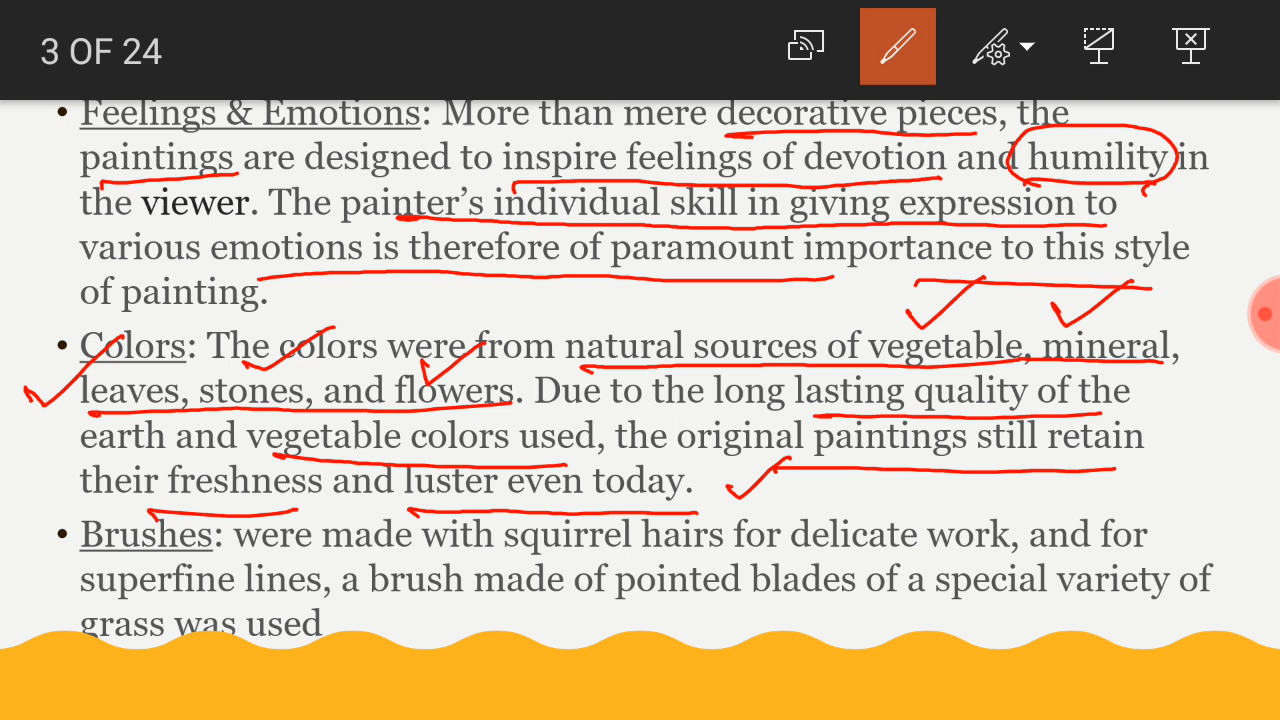 3 OF 24
• Feelings & Emotions: More than mere decorative pieces, the
paintings are designed to inspire feelings of devotion and humility in
the viewer. The painter’s individual skill in giving expression to
various emotions is therefore of paramount importance to this style
of painting.
• Colors: The colors were from natural sources of vegetable, mineral,
leaves, stones, and flowers. Due to the long lasting quality of the
earth and vegetable colors used, the original paintings still retain
their freshness and luster even today.
• Brushes: were made with squirrel hairs for delicate work, and for
superfine lines, a brush made of pointed blades of a special variety of
grass was used